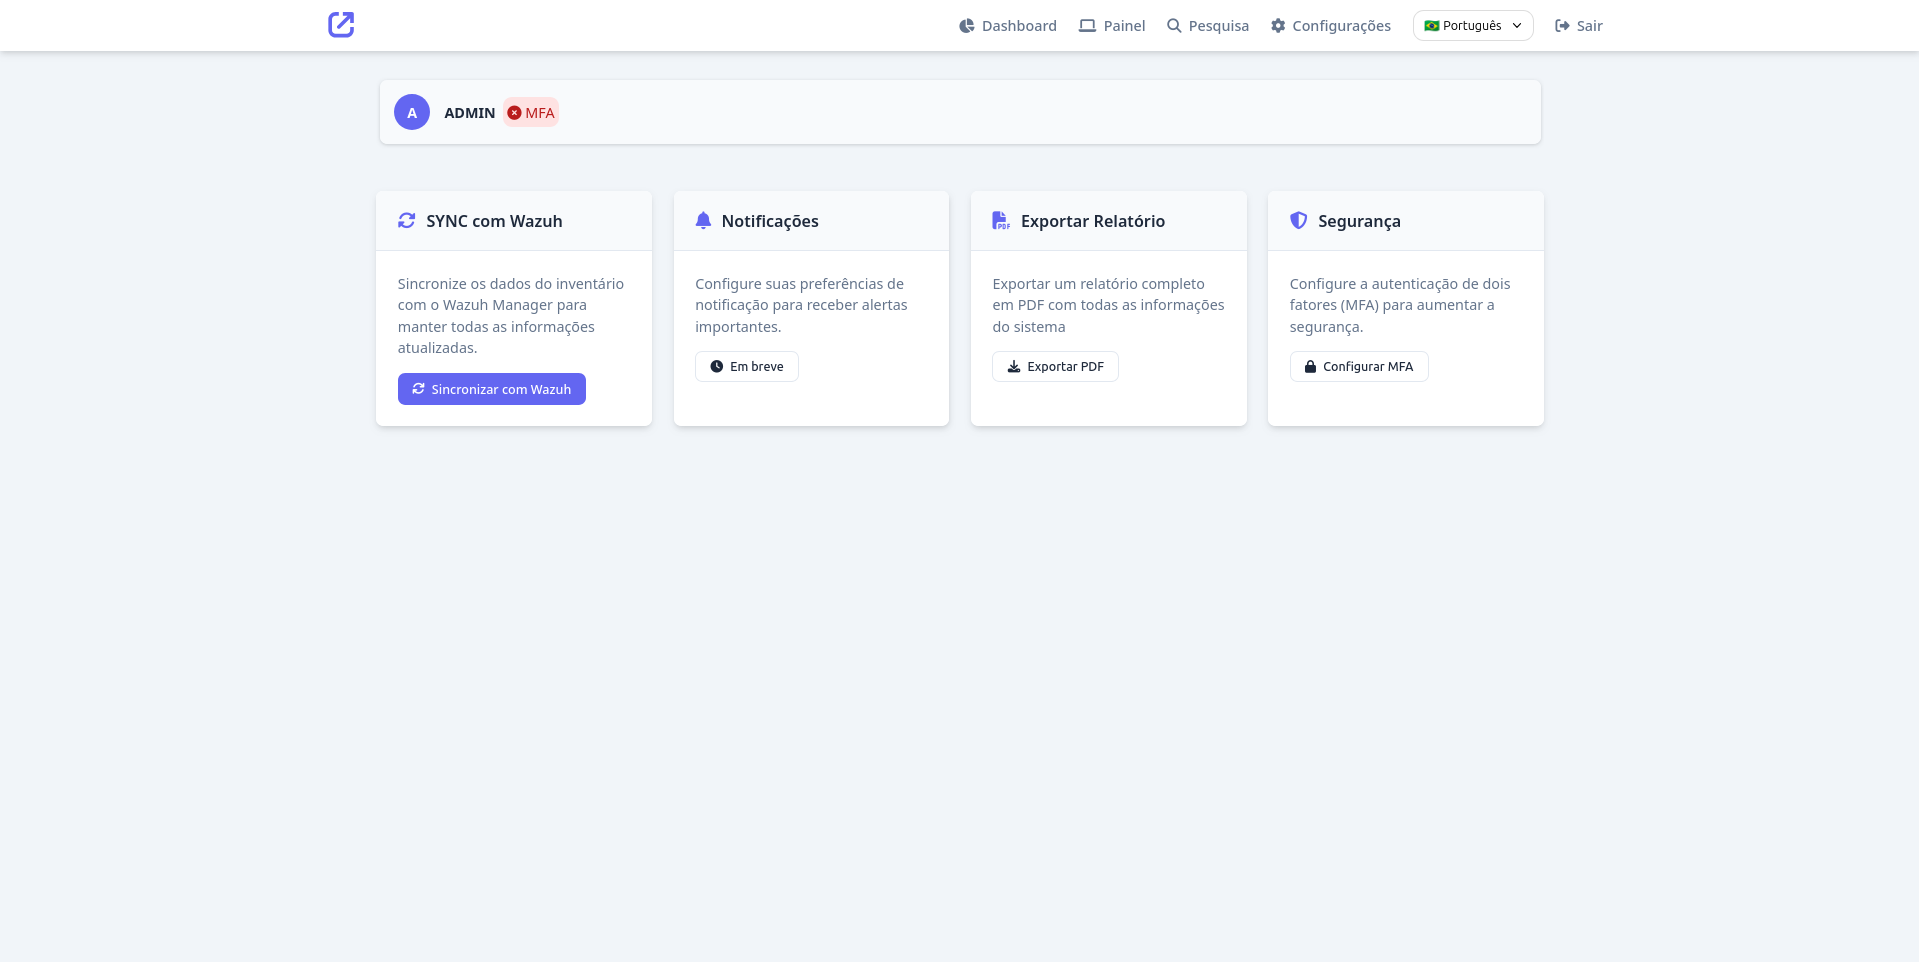 Dashboard Painel Pesquisa Configurações 🇧🇷 Português Sair
A ADMIN MFA
SYNC com Wazuh
Sincronize os dados do inventário
com o Wazuh Manager para
manter todas as informações
atualizadas.
Sincronizar com Wazuh
Notificações
Configure suas preferências de
notificação para receber alertas
importantes.
Em breve
Exportar Relatório
Exportar um relatório completo
em PDF com todas as informações
do sistema
Exportar PDF
Segurança
Configure a autenticação de dois
fatores (MFA) para aumentar a
segurança.
Configurar MFA